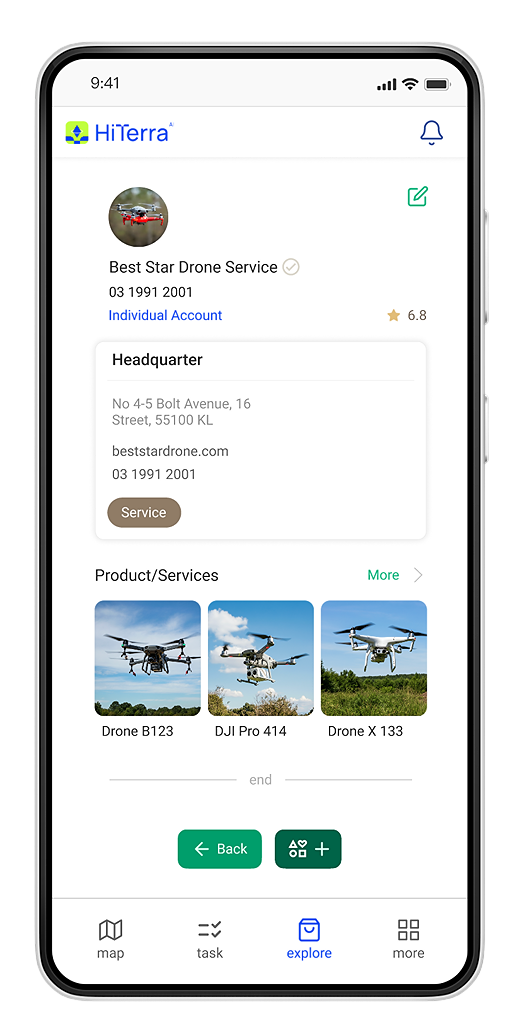 9:41
HiTerra
Best Star Drone Service
03 1991 2001
Individual Account
6.8
Headquarter
No 4-5 Bolt Avenue, 16
Street, 55100 KL
beststardrone.com
03 1991 2001
Service
Product/Services
More
Drone B123
DJI Pro 414
Drone X 133
end
Back
map
task
explore
more